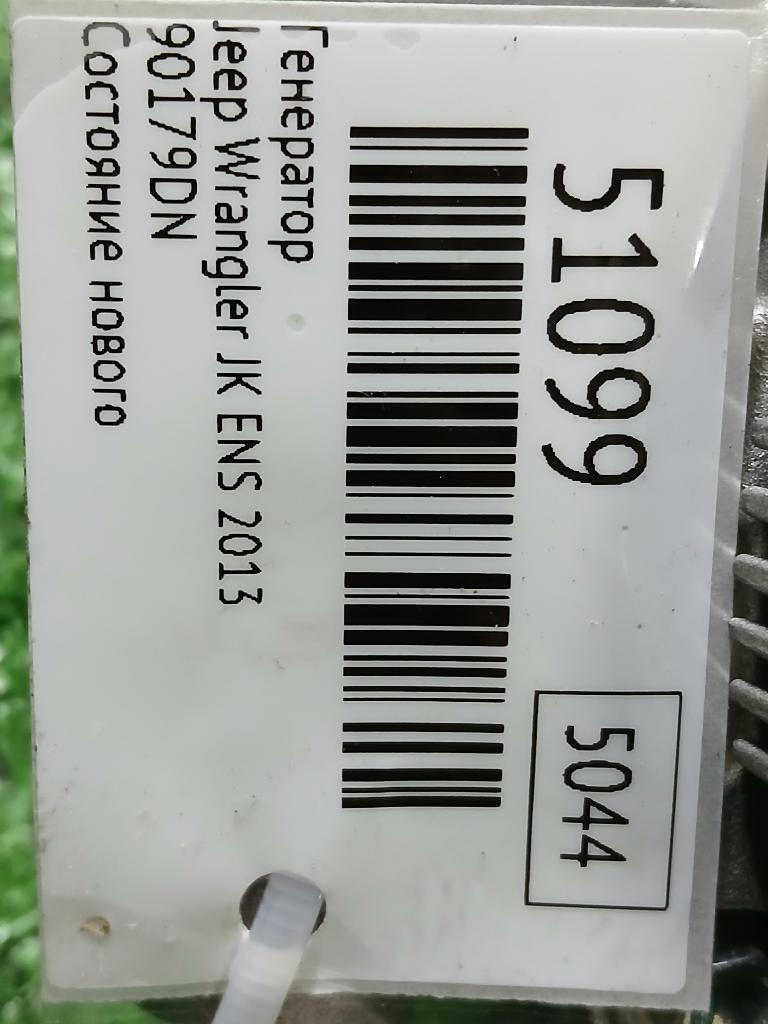 51099
5044
Генератор
Jeep Wrangler JK ENS 2013
90179DN
Состояние нового